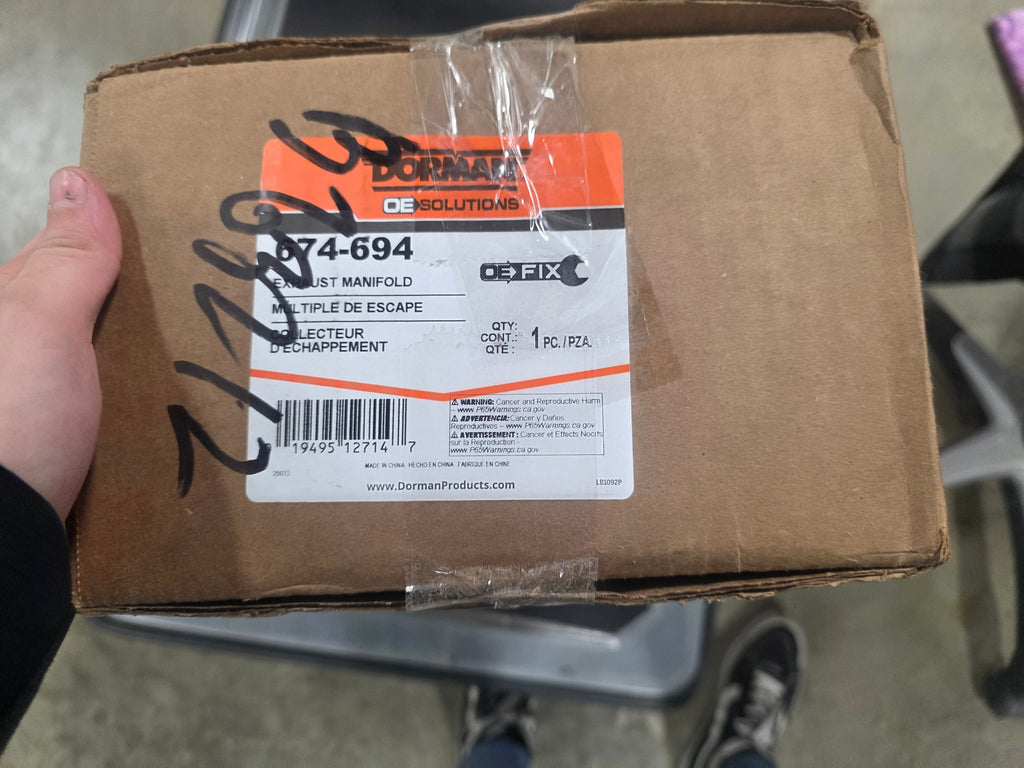 DORMAN
OE SOLUTIONS
674-694
EXHAUST MANIFOLD
MULTIPLE DE ESCAPE
COLLECTEUR
D'ÉCHAPPEMENT
OE FIX
QTY:
CONT.:
QTÉ :
1 PC. / PZA.
⚠ WARNING: Cancer and Reproductive Harm
– www.P65Warnings.ca.gov
⚠ ADVERTENCIA: Cancer y Daños
Reproductivos – www.P65Warnings.ca.gov
⚠ AVERTISSEMENT: Cancer et Effects Nocifs
sur la Reproduction -
www.P65Warnings.ca.gov
19495 12714 7
MADE IN CHINA HECHO EN CHINA FABRIQUÉ EN CHINE
www.DormanProducts.com
LB1092P